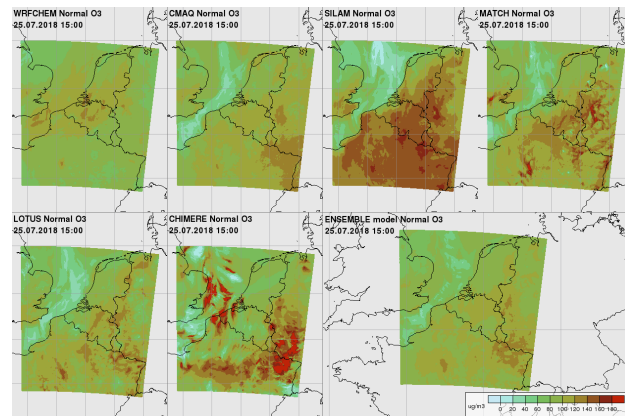 WRFCHEM Normal O3
25.07.2018 15:00
CMAQ Normal O3
25.07.2018 15:00
SILAM Normal O3
25.07.2018 15:00
MATCH Normal O3
25.07.2018 15:00
LOTUS Normal O3
25.07.2018 15:00
CHIMERE Normal O3
25.07.2018 15:00
ENSEMBLE model Normal O3
25.07.2018 15:00
ug/m3 0 20 40 60 80 100 120 140 160 180